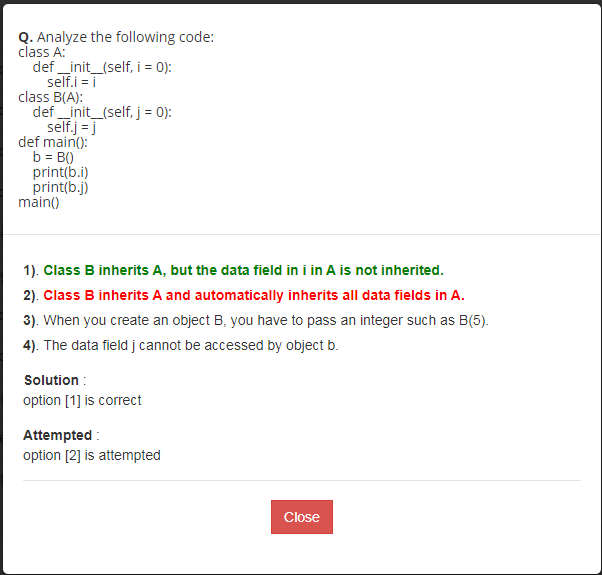 Q. Analyze the following code:
class A:
def __init__(self, i = 0):
self.i = i
class B(A):
def __init__(self, j = 0):
self.j = j
def main():
b = B()
print(b.i)
print(b.j)
main()
1). Class B inherits A, but the data field in i in A is not inherited.
2). Class B inherits A and automatically inherits all data fields in A.
3). When you create an object B, you have to pass an integer such as B(5).
4). The data field j cannot be accessed by object b.
Solution :
option [1] is correct
Attempted :
option [2] is attempted
Close